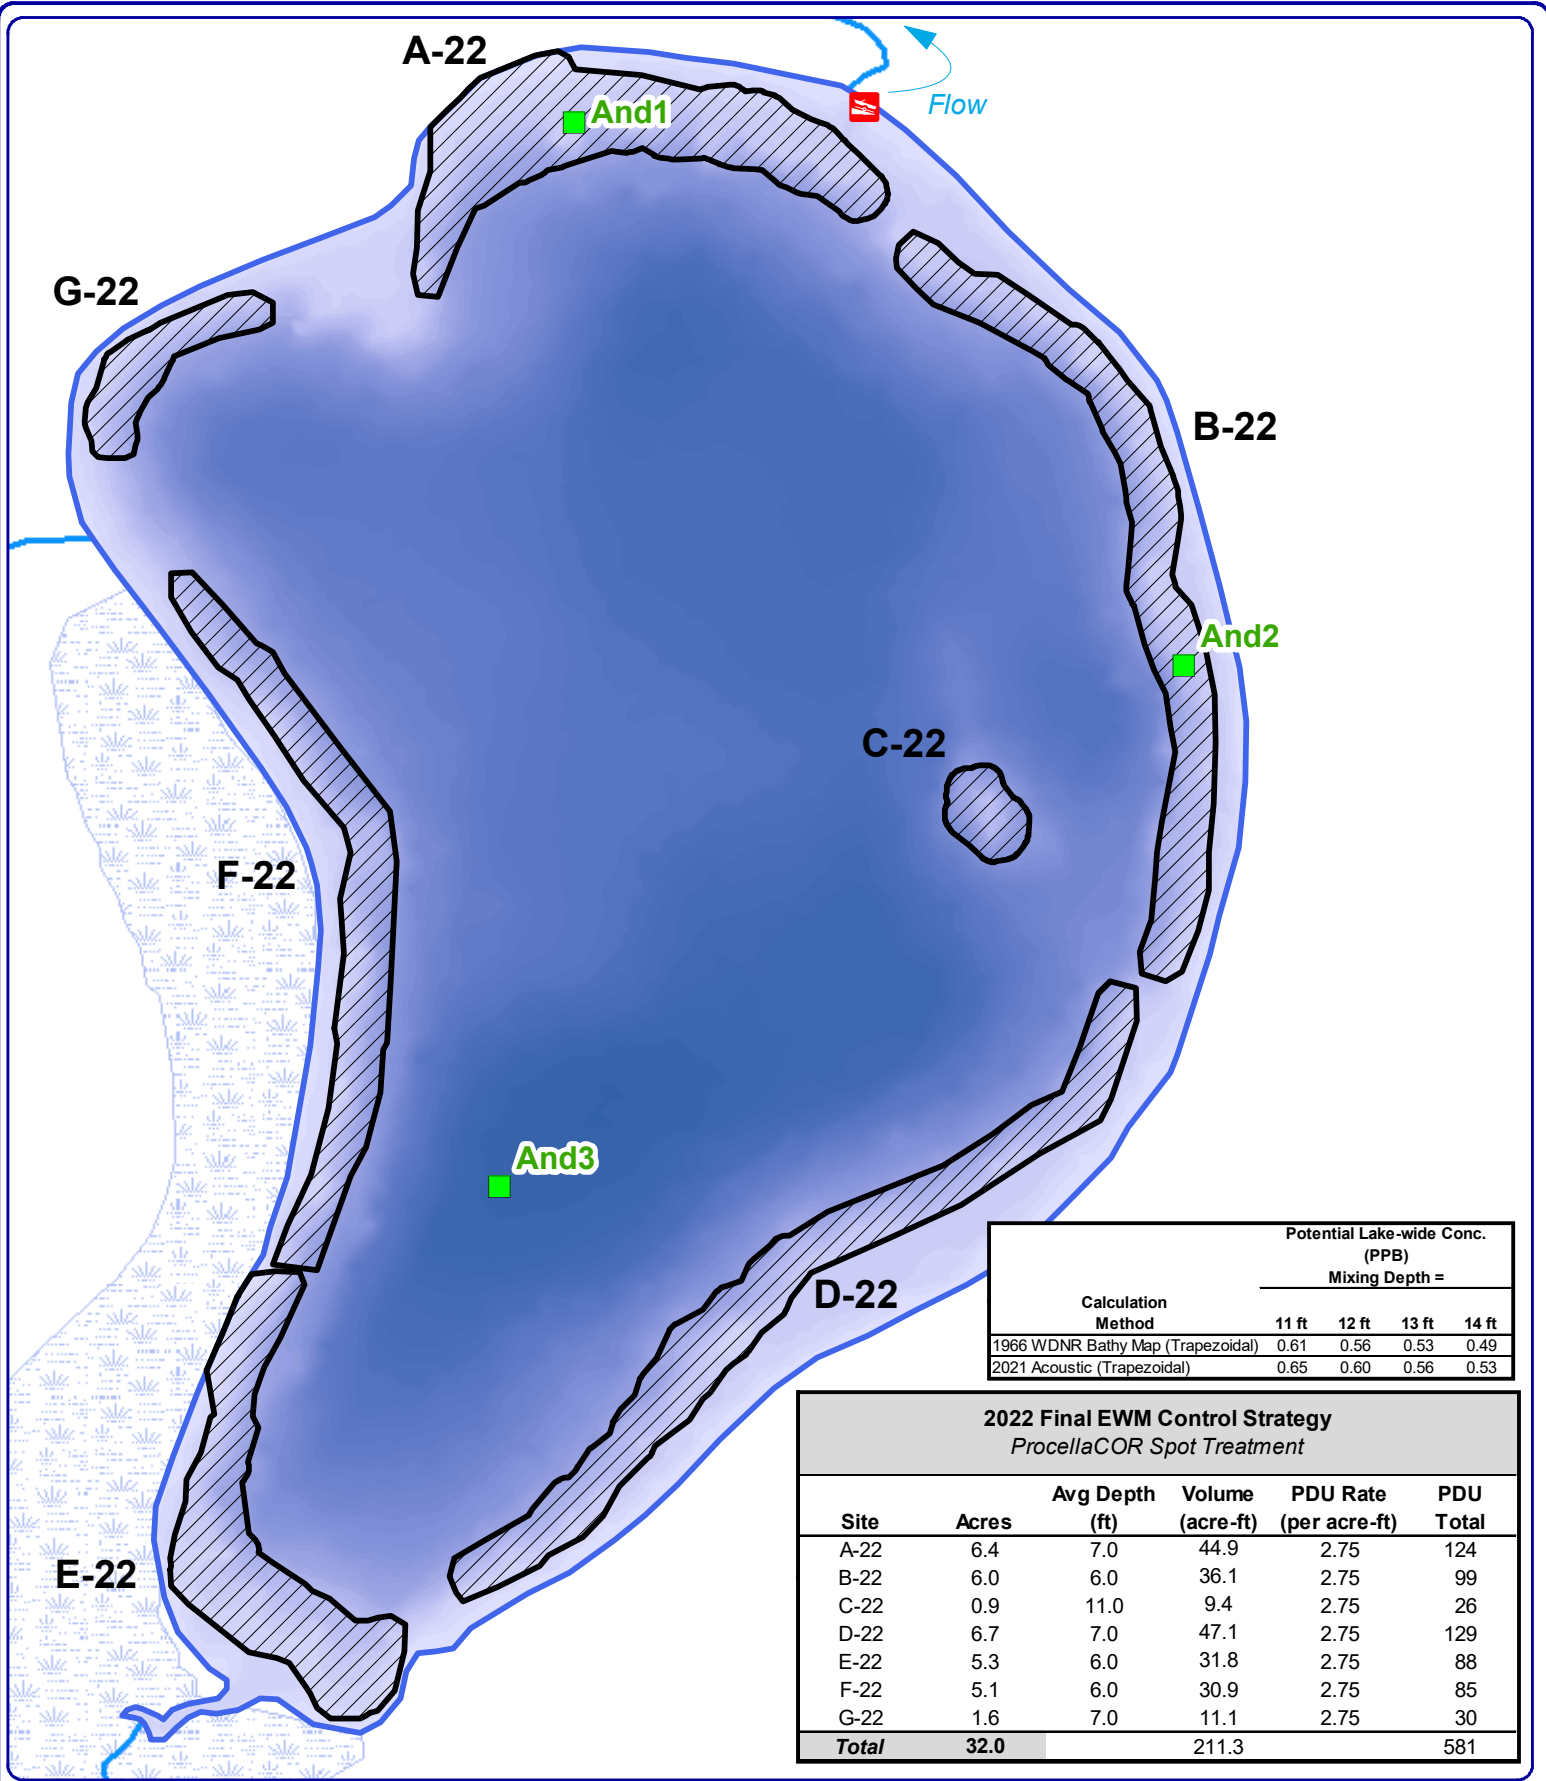 A-22
And1
Flow
G-22
B-22
And2
C-22
F-22
And3
D-22
E-22
Potential Lake-wide Conc.
(PPB)
Mixing Depth =
Calculation
Method 11 ft 12 ft 13 ft 14 ft
1966 WDNR Bathy Map (Trapezoidal) 0.61 0.56 0.53 0.49
2021 Acoustic (Trapezoidal) 0.65 0.60 0.56 0.53
2022 Final EWM Control Strategy
ProcellaCOR Spot Treatment
Avg Depth Volume PDU Rate PDU
Site Acres (ft) (acre-ft) (per acre-ft) Total
A-22 6.4 7.0 44.9 2.75 124
B-22 6.0 6.0 36.1 2.75 99
C-22 0.9 11.0 9.4 2.75 26
D-22 6.7 7.0 47.1 2.75 129
E-22 5.3 6.0 31.8 2.75 88
F-22 5.1 6.0 30.9 2.75 85
G-22 1.6 7.0 11.1 2.75 30
Total 32.0 211.3 581